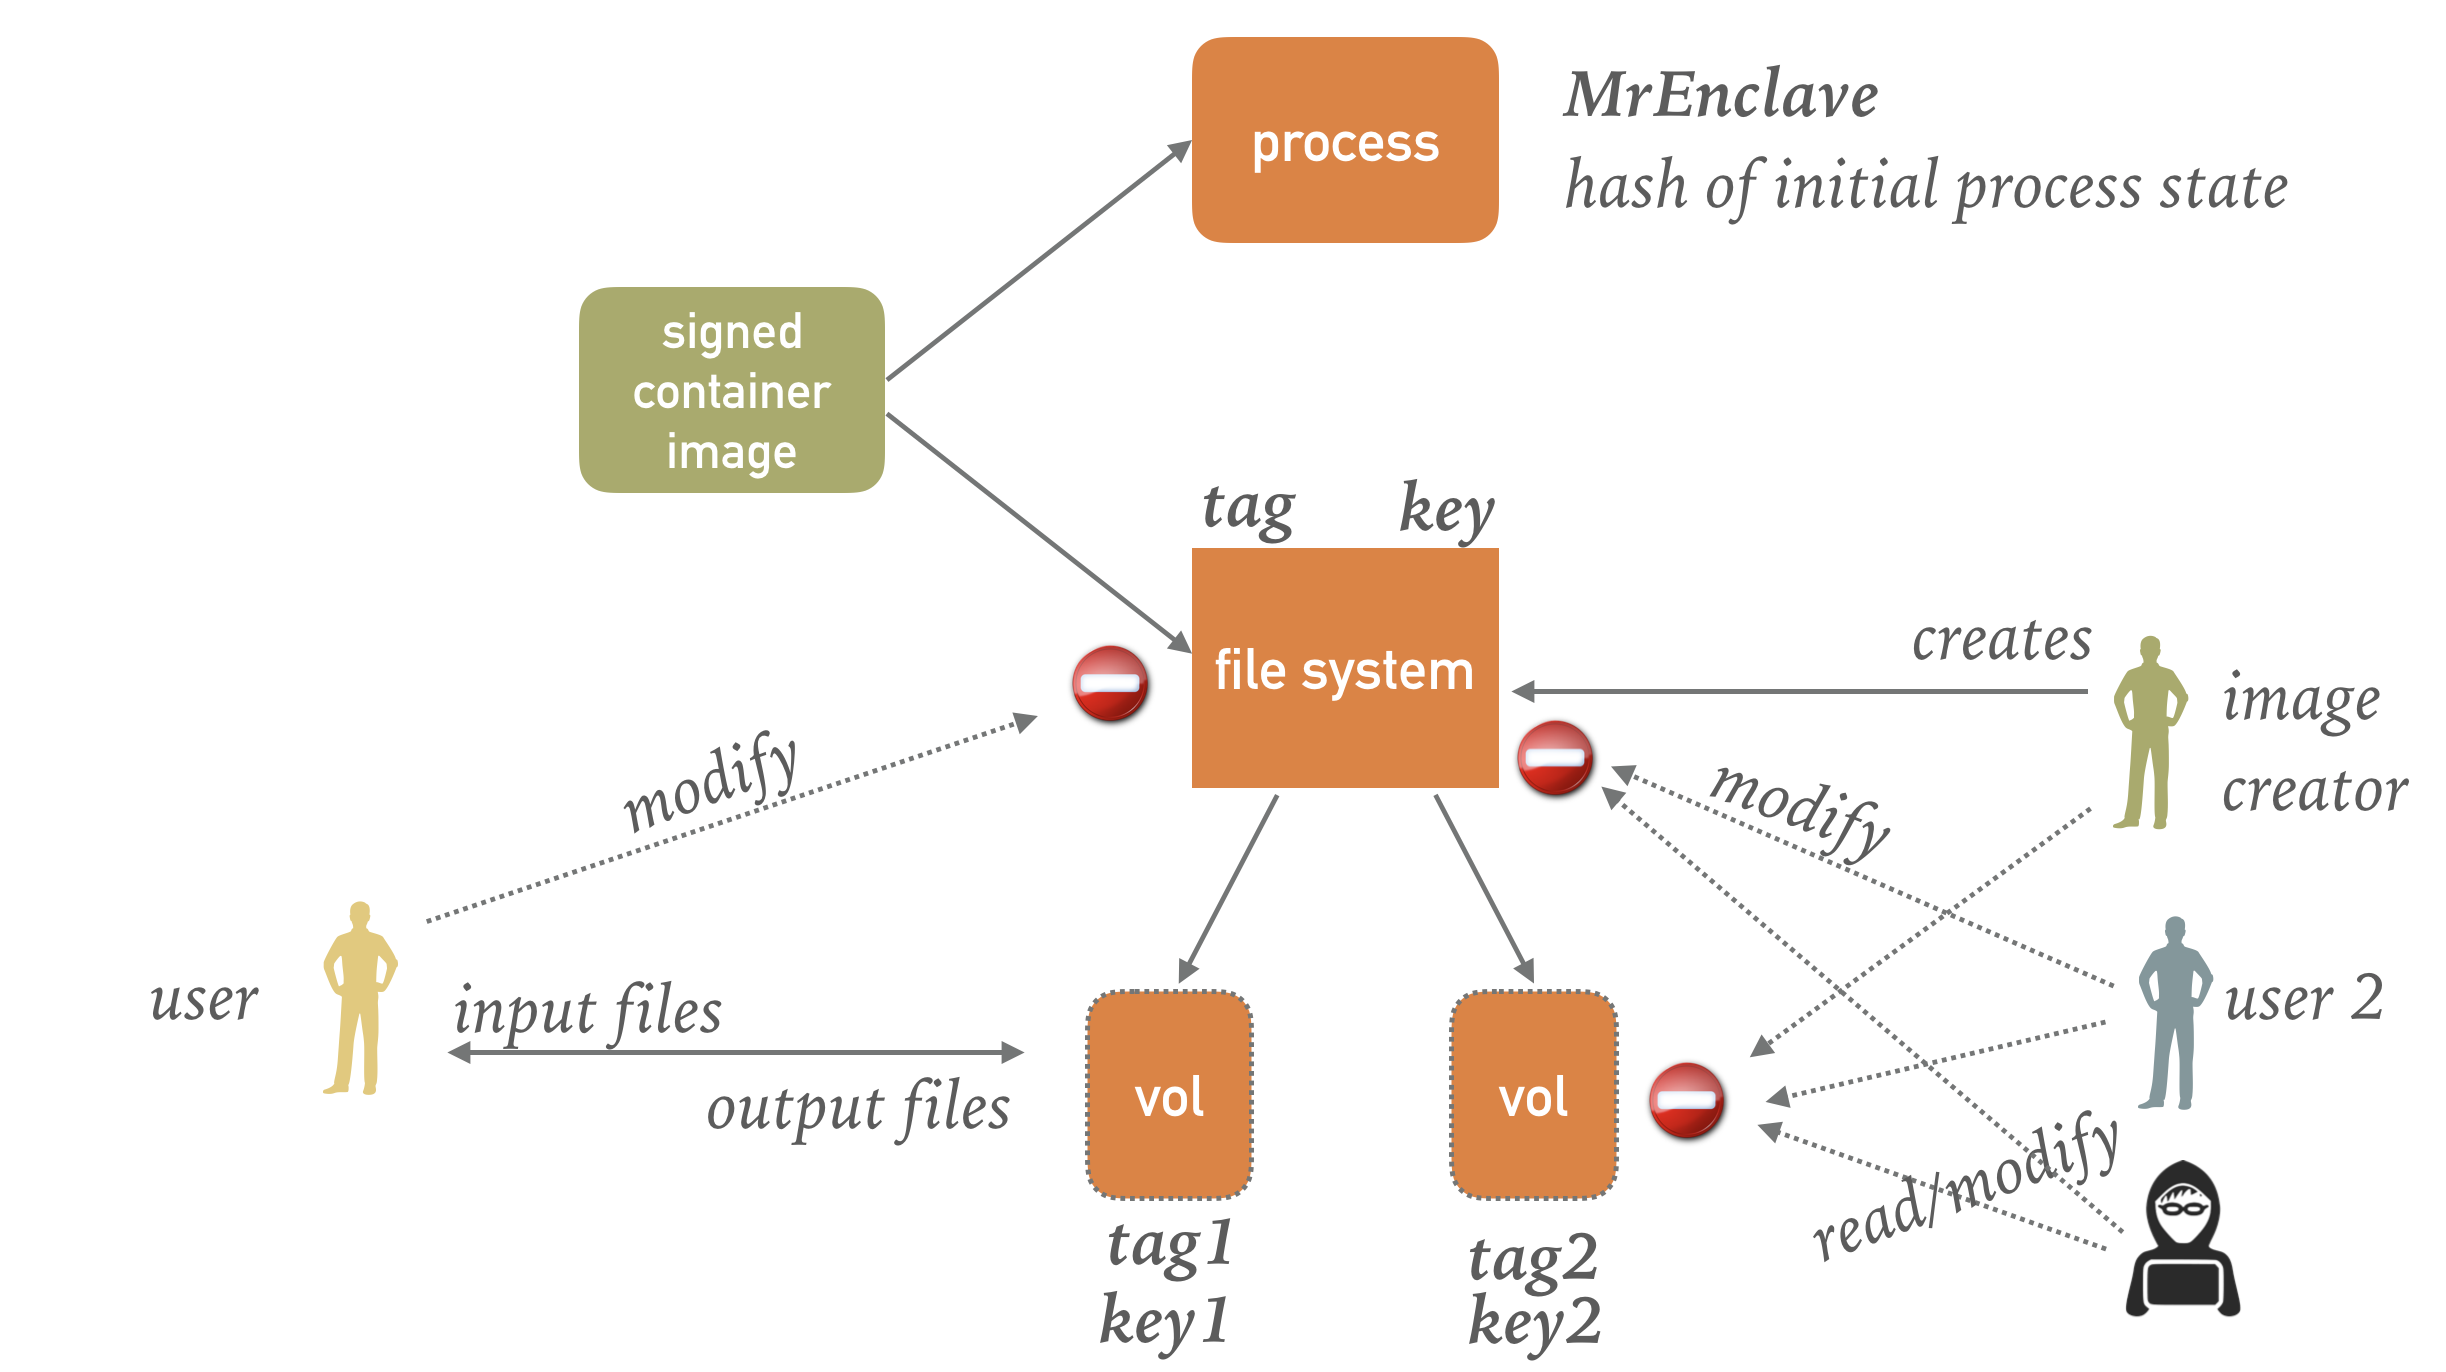 process
MrEnclave
hash of initial process state
signed
container
image
tag
key
file system
creates
image
creator
modify
modify
user
input files
output files
user 2
vol
vol
read/modify
tag1
key1
tag2
key2